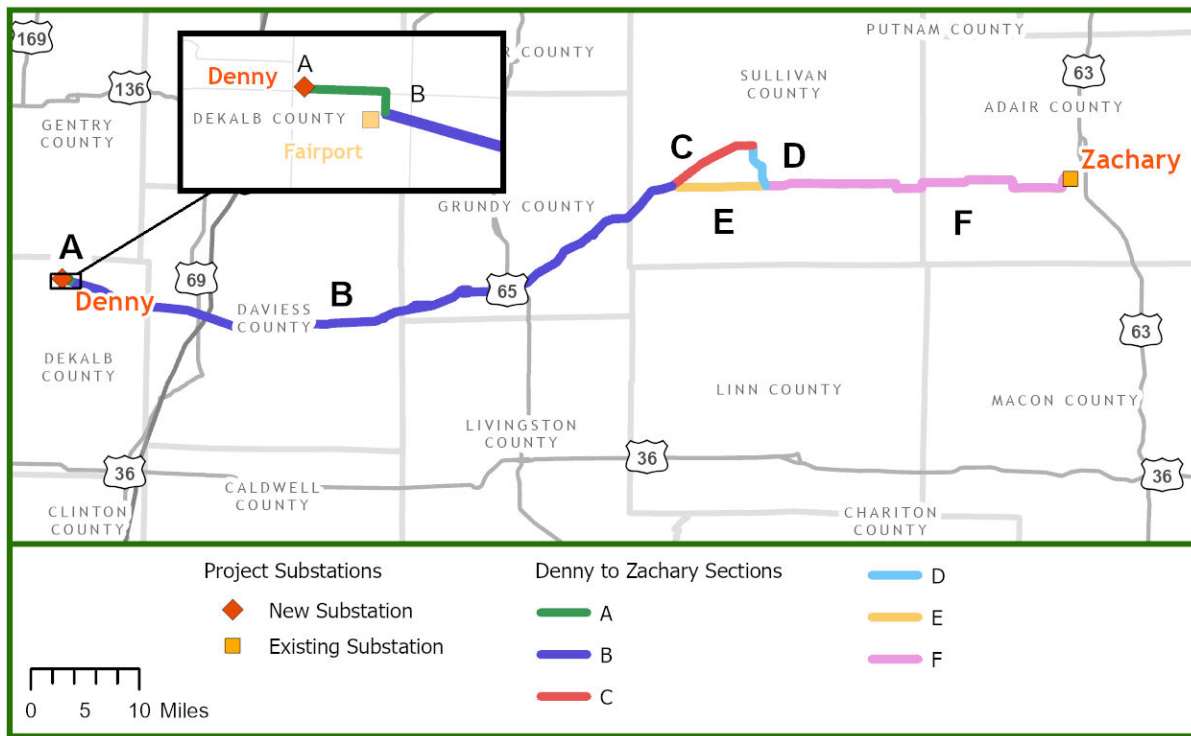 169
136
GENTRY
COUNTY
A
Denny
B
DEKALB COUNTY
Fairport
R COUNTY
PUTNAM COUNTY
SULLIVAN
COUNTY
63
ADAIR COUNTY
C
D
Zachary
GRUNDY COUNTY
E
F
A
Denny
69
B
65
DAVIESS
COUNTY
63
DEKALB
COUNTY
LINN COUNTY
MACON COUNTY
LIVINGSTON
COUNTY
36
36
36
CALDWELL
COUNTY
CLINTON
COUNTY
CHARITON
COUNTY
Project Substations
New Substation
Existing Substation
Denny to Zachary Sections
A
B
C
D
E
F
0 5 10 Miles